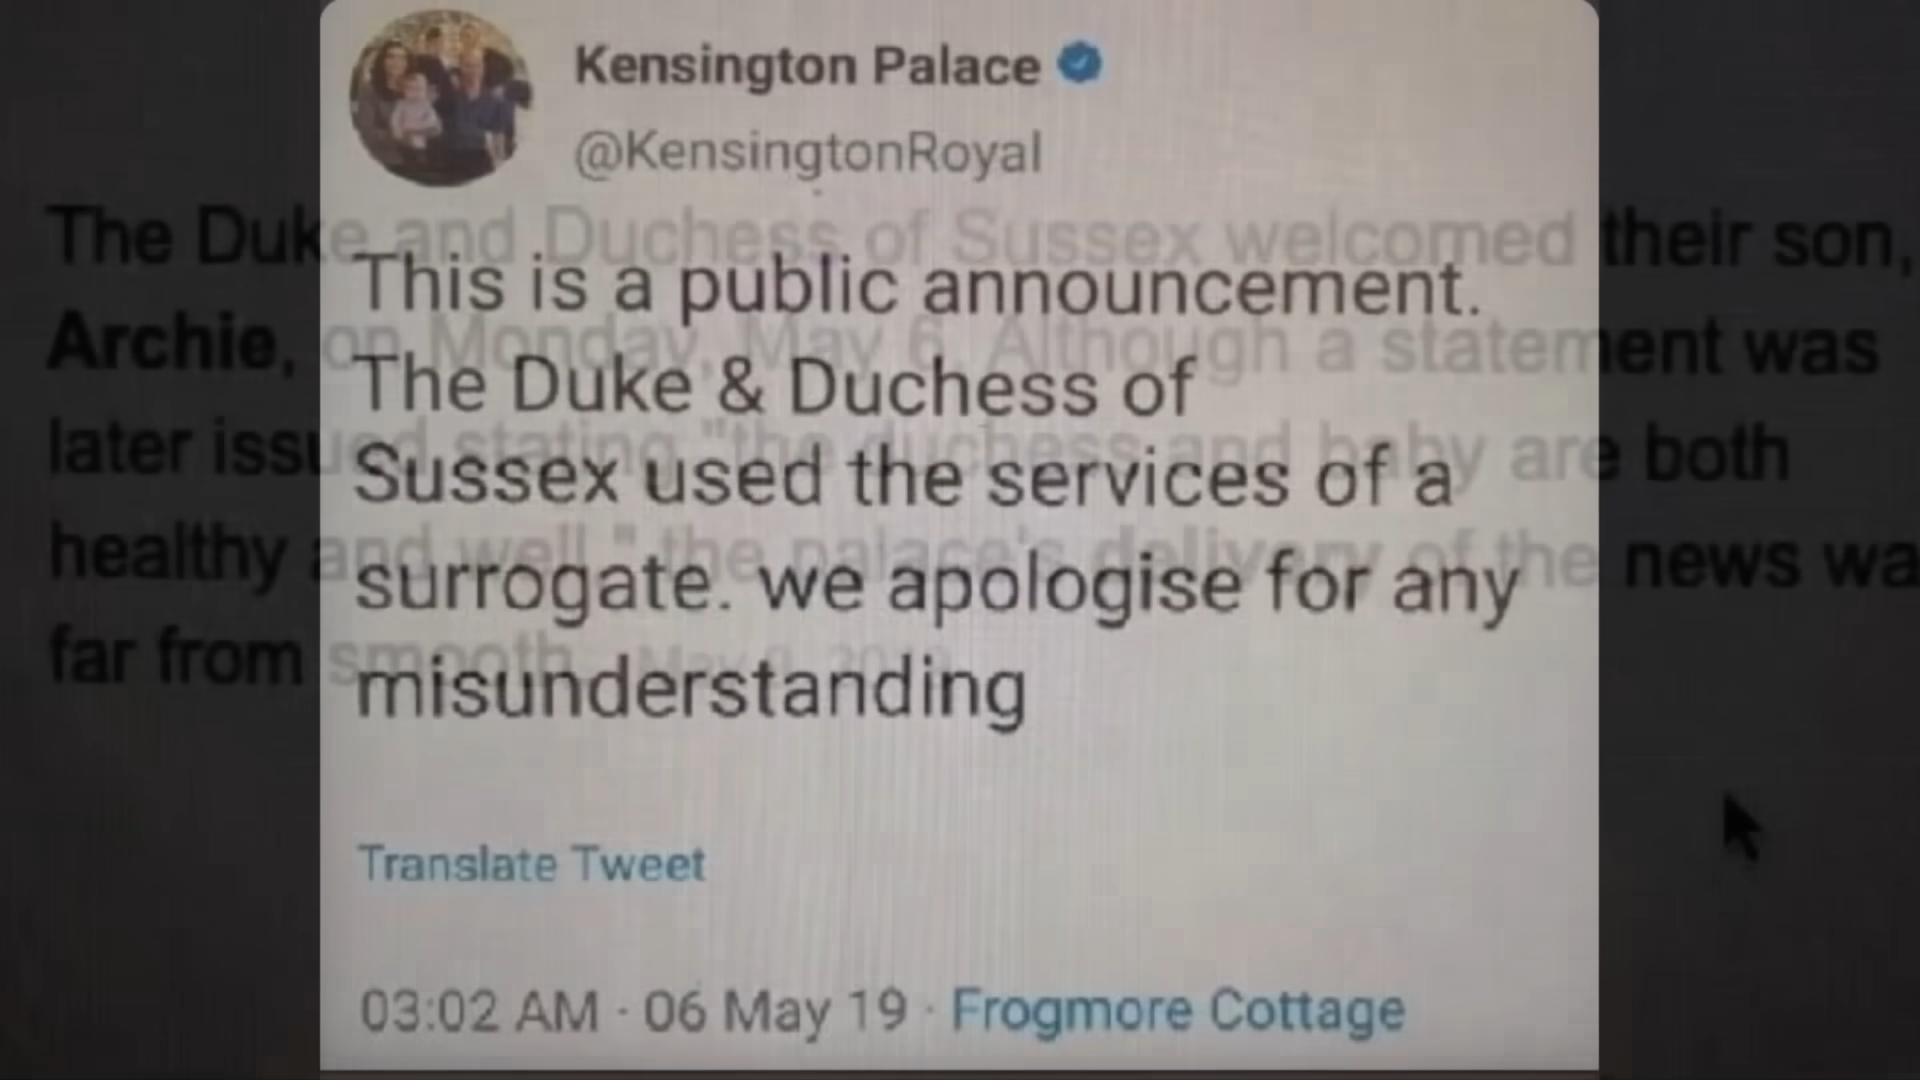 Kensington Palace
@KensingtonRoyal
This is a public announcement.
The Duke & Duchess of
Sussex used the services of a
surrogate. we apologise for any
misunderstanding
Translate Tweet
03:02 AM · 06 May 19 · Frogmore Cottage
The Duke and Duchess of Sussex welcomed their son,
Archie, on Monday, May 6. Although a statement was
later issued stating "the duchess and baby are both
healthy and well," the palace's delivery of the news wa
far from smooth. May 9, 2019